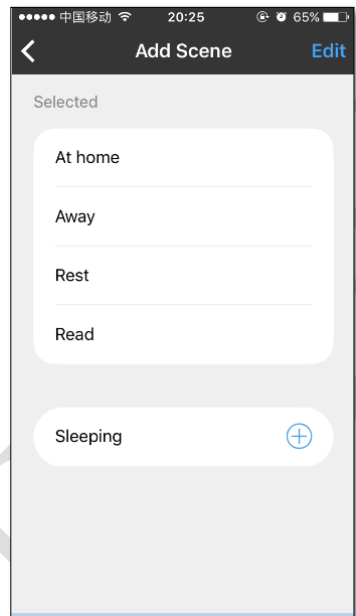 中国移动 20:25 65%
Add Scene Edit
Selected
At home
Away
Rest
Read
Sleeping